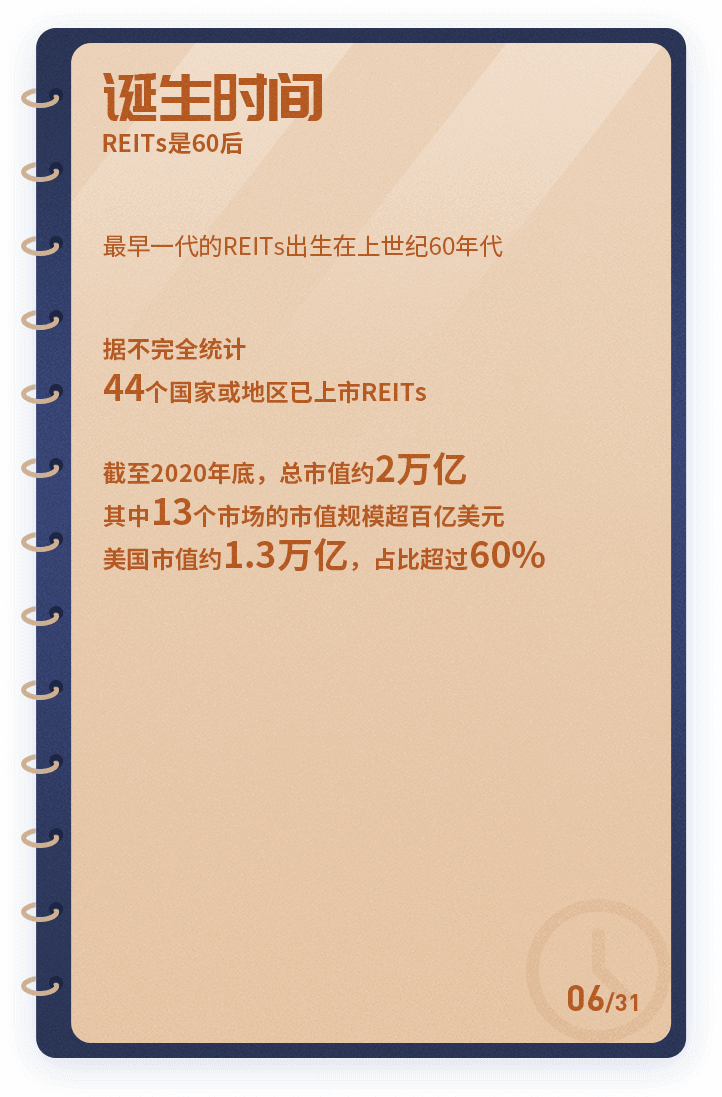 诞生时间
REITs是60后
最早一代的REITs出生在上世纪60年代
据不完全统计
44个国家或地区已上市REITs
截至2020年底，总市值约2万亿
其中13个市场的市值规模超百亿美元
美国市值约1.3万亿，占比超过60%
06/31